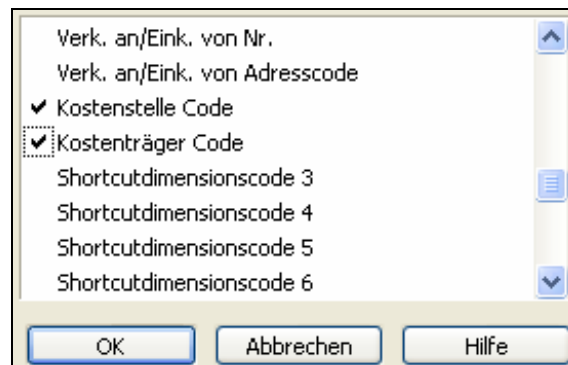 Verk. an/Eink. von Nr.
Verk. an/Eink. von Adresscode
Kostenstelle Code
Kostenträger Code
Shortcutdimensionscode 3
Shortcutdimensionscode 4
Shortcutdimensionscode 5
Shortcutdimensionscode 6
OK Abbrechen Hilfe